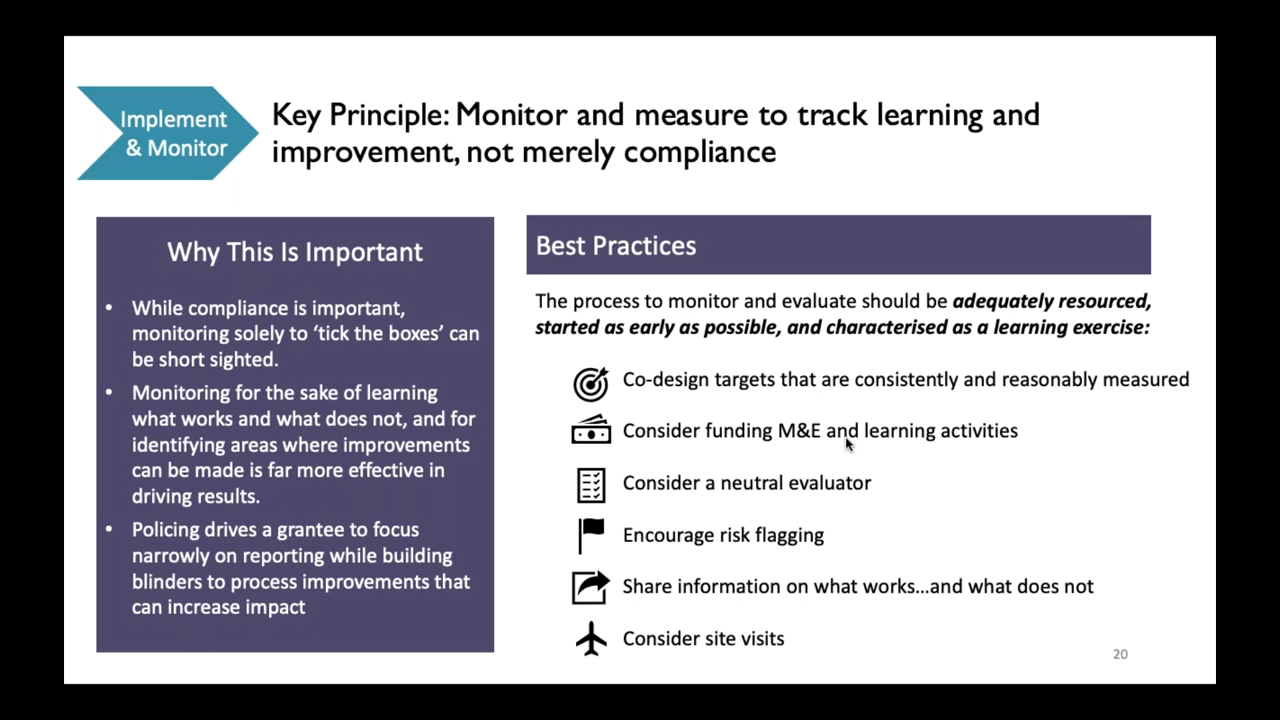 Implement
& Monitor
Key Principle: Monitor and measure to track learning and
improvement, not merely compliance
Why This Is Important
• While compliance is important,
monitoring solely to ‘tick the boxes’ can
be short sighted.
• Monitoring for the sake of learning
what works and what does not, and for
identifying areas where improvements
can be made is far more effective in
driving results.
• Policing drives a grantee to focus
narrowly on reporting while building
blinders to process improvements that
can increase impact
Best Practices
The process to monitor and evaluate should be adequately resourced,
started as early as possible, and characterised as a learning exercise:
Co-design targets that are consistently and reasonably measured
Consider funding M&E and learning activities
Consider a neutral evaluator
Encourage risk flagging
Share information on what works...and what does not
Consider site visits
20